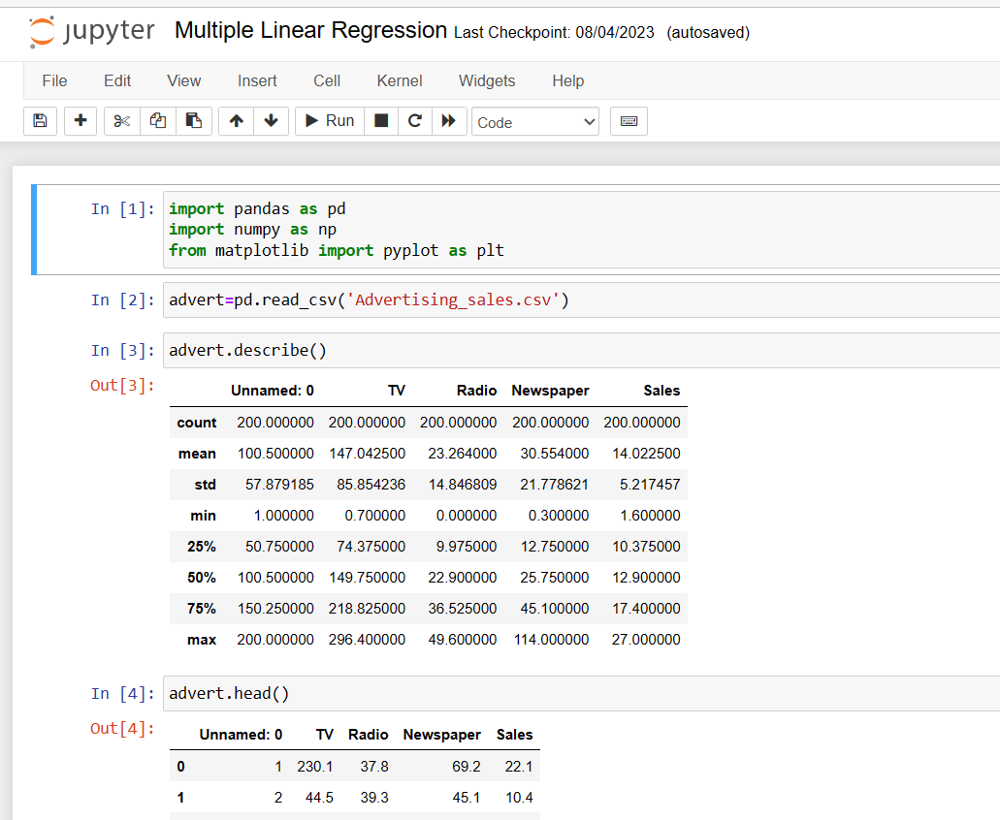 jupyter Multiple Linear Regression Last Checkpoint: 08/04/2023 (autosaved)
File Edit View Insert Cell Kernel Widgets Help
Run Code
In [1]: import pandas as pd
import numpy as np
from matplotlib import pyplot as plt
In [2]: advert=pd.read_csv('Advertising_sales.csv')
In [3]: advert.describe()
Out[3]:
Unnamed: 0 TV Radio Newspaper Sales
count 200.000000 200.000000 200.000000 200.000000 200.000000
mean 100.500000 147.042500 23.264000 30.554000 14.022500
std 57.879185 85.854236 14.846809 21.778621 5.217457
min 1.000000 0.700000 0.000000 0.300000 1.600000
25% 50.750000 74.375000 9.975000 12.750000 10.375000
50% 100.500000 149.750000 22.900000 25.750000 12.900000
75% 150.250000 218.825000 36.525000 45.100000 17.400000
max 200.000000 296.400000 49.600000 114.000000 27.000000
In [4]: advert.head()
Out[4]:
Unnamed: 0 TV Radio Newspaper Sales
0 1 230.1 37.8 69.2 22.1
1 2 44.5 39.3 45.1 10.4